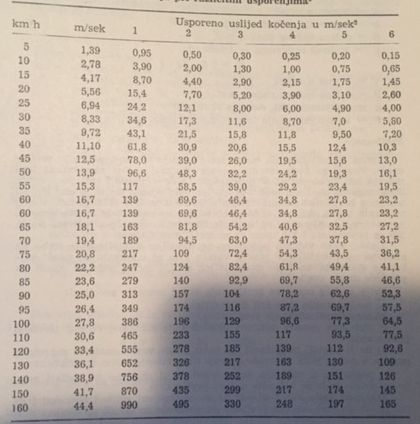 km/h m/sek Usporeno uslijed kočenja u m/sek²
1 2 3 4 5 6
5 1,39 0,95 0,50 0,30 0,25 0,20 0,15
10 2,78 3,90 2,00 1,30 1,00 0,75 0,65
15 4,17 8,70 4,40 2,90 2,15 1,75 1,45
20 5,56 15,4 7,70 5,20 3,90 3,10 2,60
25 6,94 24,2 12,1 8,00 6,00 4,90 4,00
30 8,33 34,6 17,3 11,6 8,70 7,0 5,80
35 9,72 43,1 21,5 15,8 11,8 9,50 7,20
40 11,10 61,8 30,9 20,6 15,5 12,4 10,3
45 12,5 78,0 39,0 26,0 19,5 15,6 13,0
50 13,9 96,6 48,3 32,2 24,2 19,3 16,1
55 15,3 117 58,5 39,0 29,2 23,4 19,5
60 16,7 139 69,6 46,4 34,8 27,8 23,2
60 16,7 139 69,6 46,4 34,8 27,8 23,2
65 18,1 163 81,8 54,2 40,6 32,5 27,2
70 19,4 189 94,5 63,0 47,3 37,8 31,5
75 20,8 217 109 72,4 54,3 43,5 36,2
80 22,2 247 124 82,4 61,8 49,4 41,1
85 23,6 279 140 92,9 69,7 55,8 46,6
90 25,0 313 157 104 78,2 62,6 52,3
95 26,4 349 174 116 87,2 69,7 57,5
100 27,8 386 196 129 96,6 77,3 64,5
110 30,6 465 233 155 117 93,5 77,5
120 33,4 555 278 185 139 112 92,6
130 36,1 652 326 217 163 130 109
140 38,9 756 378 252 189 151 126
150 41,7 870 435 299 217 174 145
160 44,4 990 495 330 248 197 165